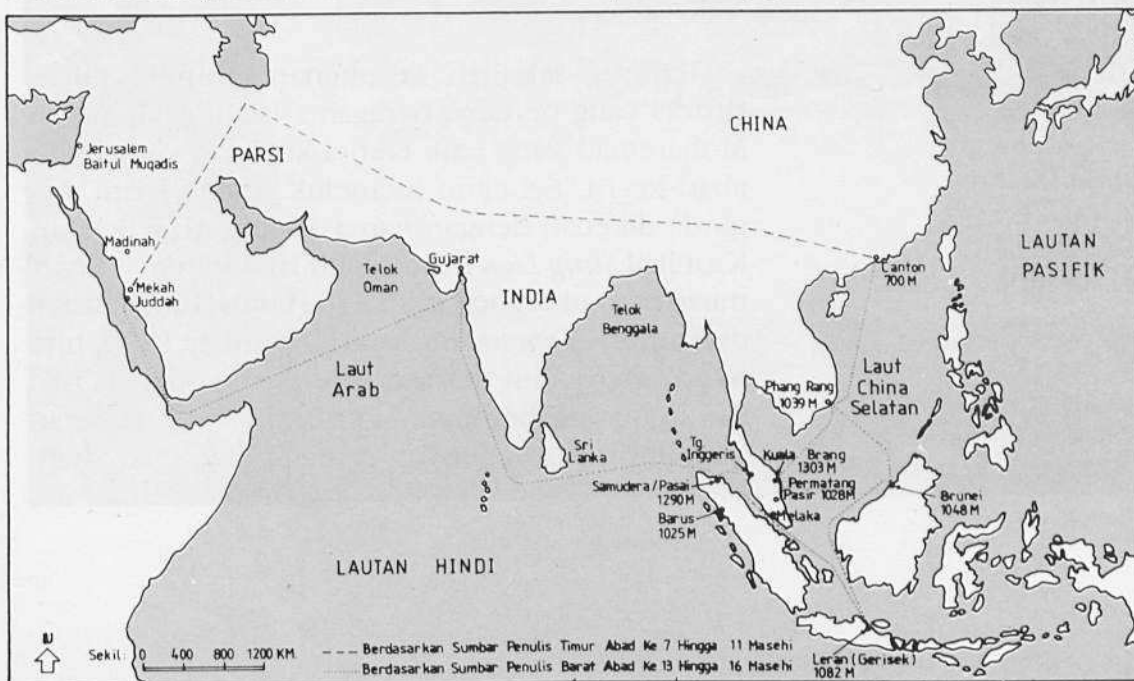 CHINA
Jerusalem
Baitul Muqadis
PARSI
Madinah
Mekah
Juddah
Telok
Oman
Gujarat
INDIA
Telok
Benggala
Canton
700 M
LAUTAN
PASIFIK
Laut
Arab
Phang Rang
1039 M
Laut
China
Selatan
Sri
Lanka
Tg.
Inggeris
Kuala Brang
1303 M
Samudera/Pasai
1290 M
Permatang
Pasir 1028M
Brunei
1048 M
Barus
1025 M
Melaka
LAUTAN HINDI
U
Sekil:
0 400 800 1200 KM.
Berdasarkan Sumbar Penulis Timur Abad Ke 7 Hingga 11 Masehi
Berdasarkan Sumbar Penulis Barat Abad Ke 13 Hingga 16 Masehi
Leran (Gerisek)
1082 M